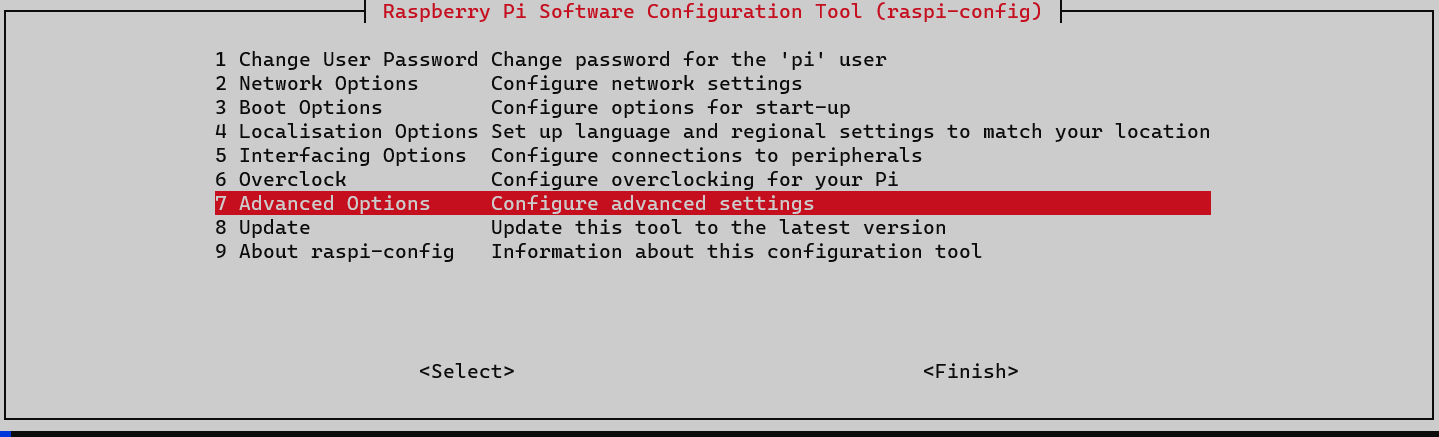 Raspberry Pi Software Configuration Tool (raspi-config)
1 Change User Password Change password for the 'pi' user
2 Network Options Configure network settings
3 Boot Options Configure options for start-up
4 Localisation Options Set up language and regional settings to match your location
5 Interfacing Options Configure connections to peripherals
6 Overclock Configure overclocking for your Pi
7 Advanced Options Configure advanced settings
8 Update Update this tool to the latest version
9 About raspi-config Information about this configuration tool
<Select> <Finish>